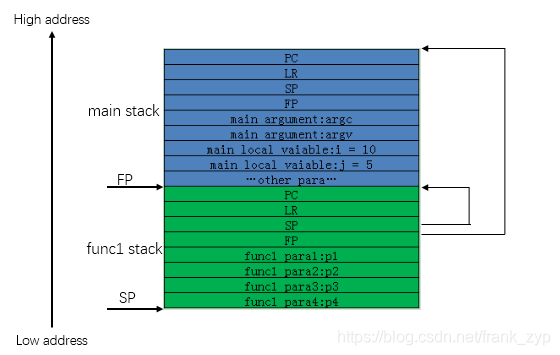 High address
PC
LR
SP
FP
main argument:argc
main argument:argv
main local vaiable:i = 10
main local vaiable:j = 5
…other para…
main stack
FP
PC
LR
SP
FP
func1 para1:p1
func1 para2:p2
func1 para3:p3
func1 para4:p4
func1 stack
SP
Low address
https://blog.csdn.net/frank_zyp